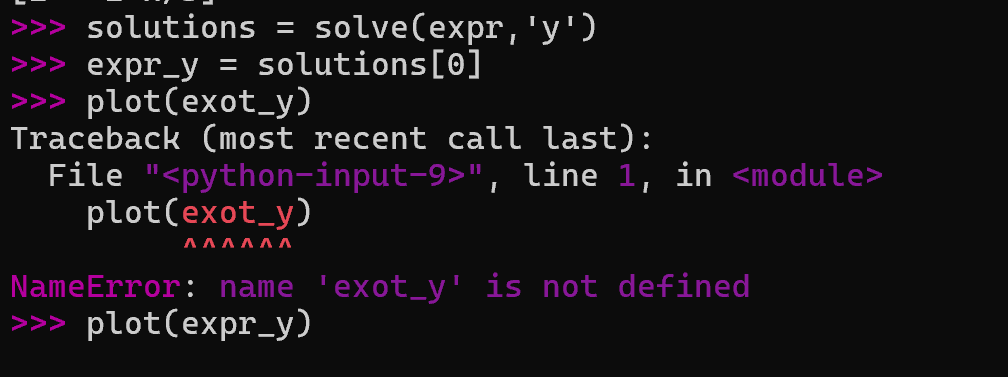 >>> solutions = solve(expr,'y')
>>> expr_y = solutions[0]
>>> plot(exot_y)
Traceback (most recent call last):
  File "<python-input-9>", line 1, in <module>
    plot(exot_y)
         ^^^^^^
NameError: name 'exot_y' is not defined
>>> plot(expr_y)